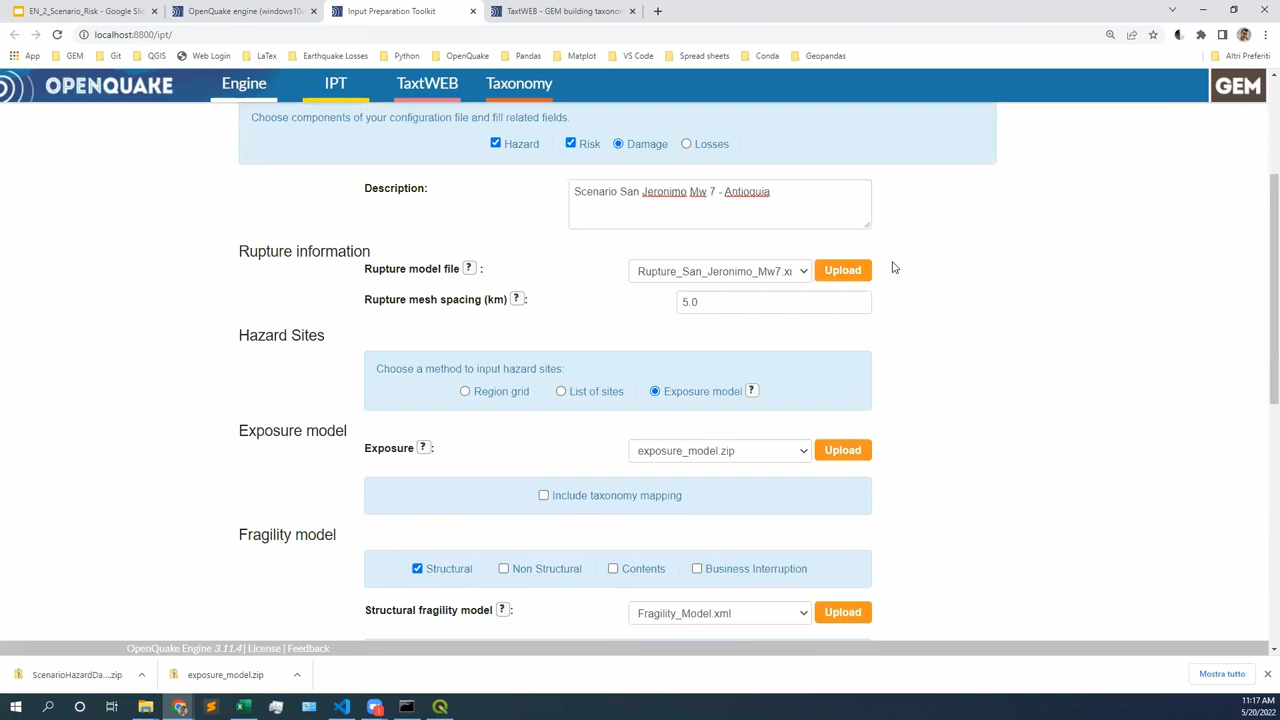 EN_2_Scenario_Risk - Google Slid
OpenQuake engine (windows10a
Input Preparation Toolkit
TaxtWEB - GEM building taxonom
localhost:8800/ipt/
App
GEM
Git
QGIS
Web Login
LaTex
Earthquake Losses
Python
OpenQuake
Pandas
Matplot
VS Code
Spread sheets
Conda
Geopandas
Altri Preferiti
OPENQUAKE
Engine
IPT
TaxtWEB
Taxonomy
GEM
Choose components of your configuration file and fill related fields.
Hazard Risk Damage Losses
Description:
Scenario San Jeronimo Mw 7 - Antioquia
Rupture information
Rupture model file ? :
Rupture_San_Jeronimo_Mw7.x
Upload
Rupture mesh spacing (km) ?:
5.0
Hazard Sites
Choose a method to input hazard sites:
Region grid List of sites Exposure model ?
Exposure model
Exposure ?:
exposure_model.zip
Upload
Include taxonomy mapping
Fragility model
Structural Non Structural Contents Business Interruption
Structural fragility model ?:
Fragility_Model.xml
Upload
OpenQuake Engine 3.11.4 | License | Feedback
ScenarioHazardDa....zip
exposure_model.zip
Mostra tutto
11:17 AM
5/20/2022